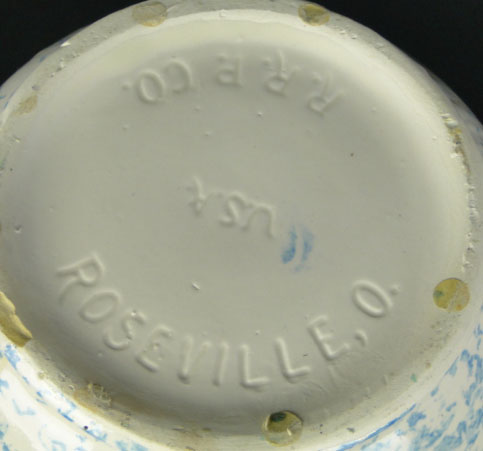 R.R.P. CO.
USA
ROSEVILLE, O.